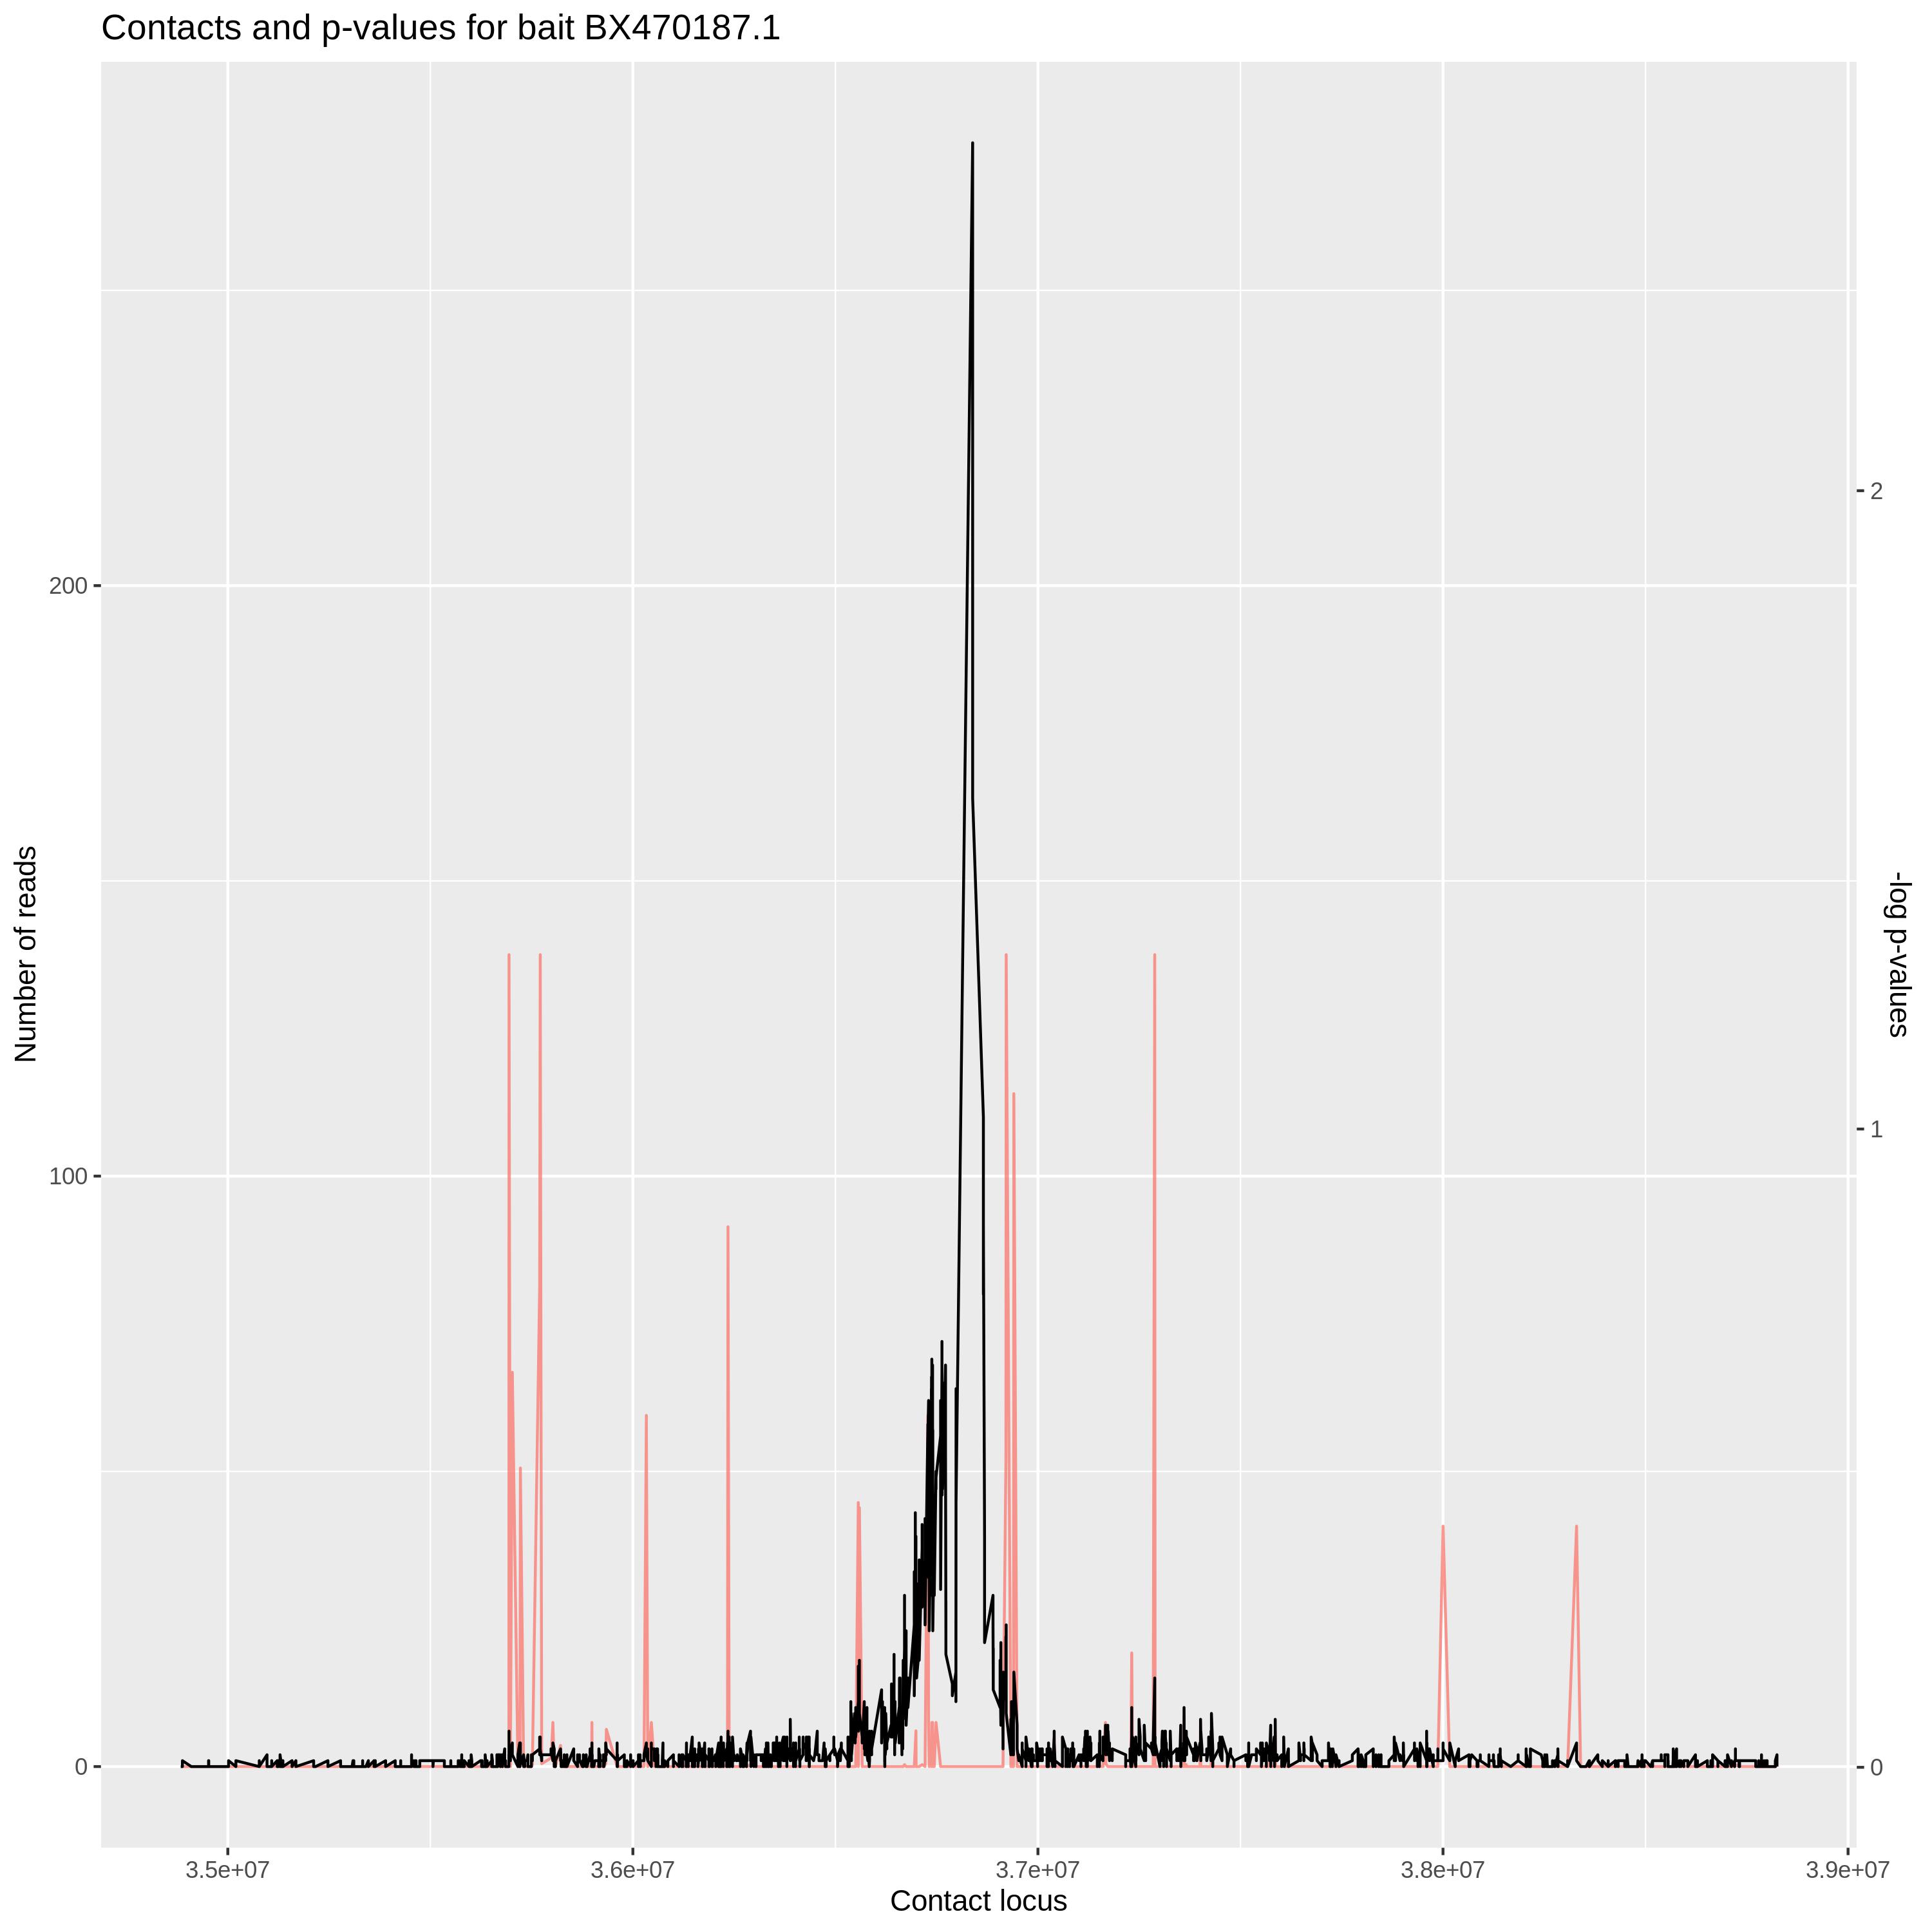 Contacts and p-values for bait BX470187.1
Number of reads
200
100
0
2
1
0
-log p-values
3.5e+07
3.6e+07
3.7e+07
3.8e+07
3.9e+07
Contact locus